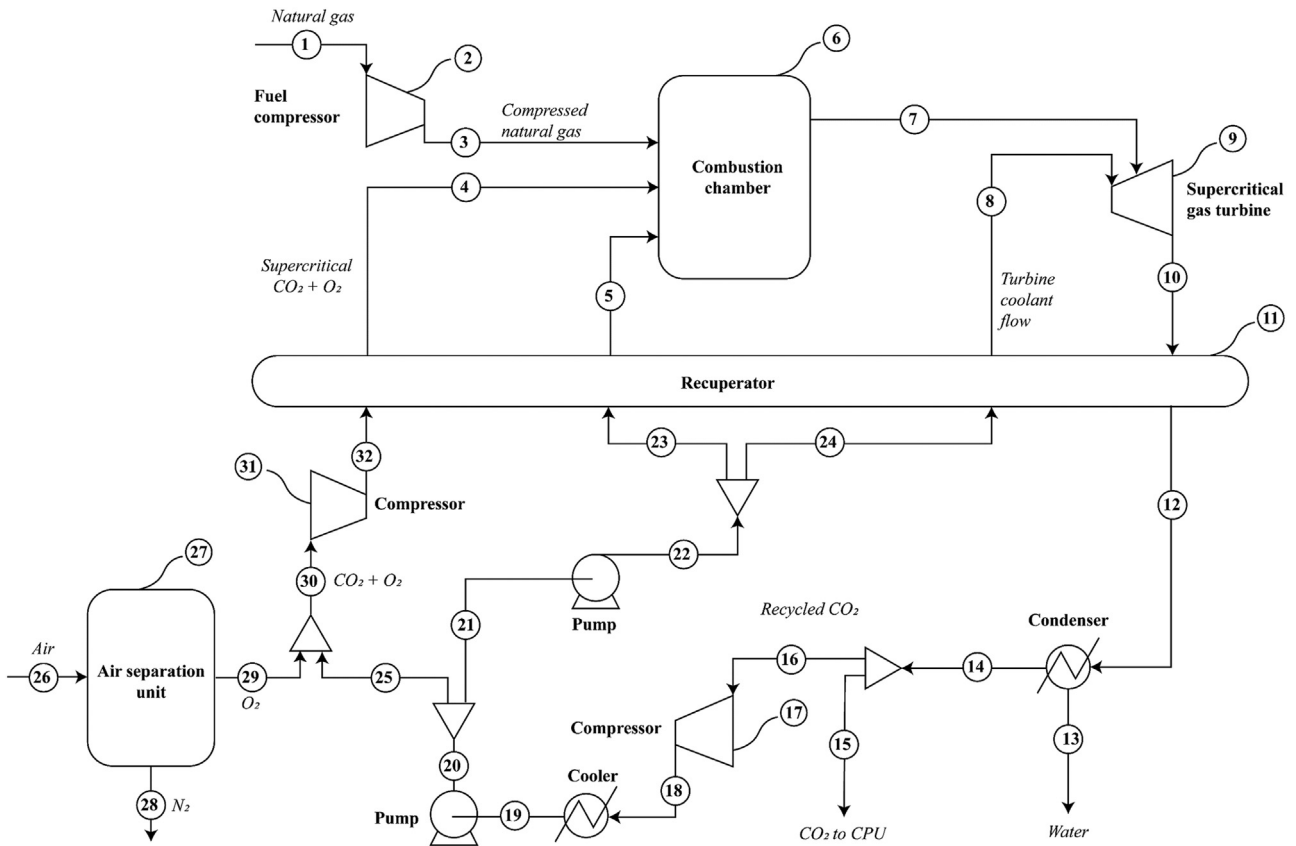 Natural gas
1
2
6
Fuel
compressor
Compressed
natural gas
3
4
Combustion
chamber
7
8
9
Supercritical
gas turbine
Supercritical
CO₂ + O₂
5
Turbine
coolant
flow
10
11
Recuperator
23
24
31
32
Compressor
12
22
27
30
CO₂ + O₂
Pump
21
Recycled CO₂
Condenser
Air
26
Air separation
unit
29
O₂
25
16
14
Compressor
17
15
13
20
18
Cooler
28
N₂
Pump
19
CO₂ to CPU
Water